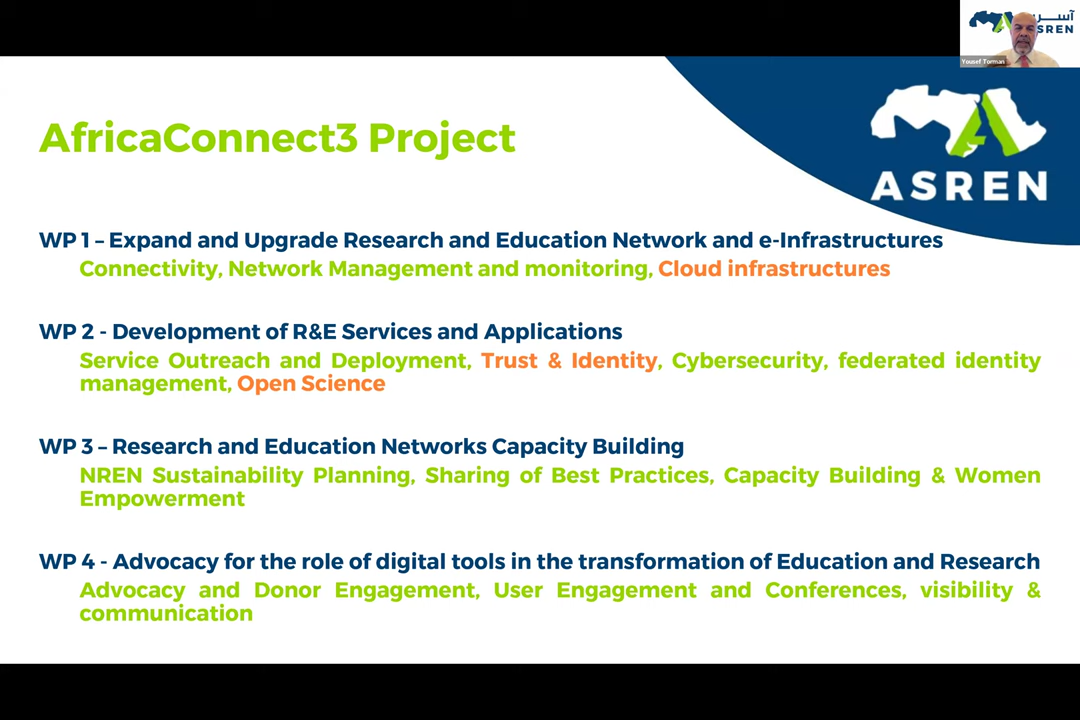 آسرن
SREN
Yousef Torman
ASREN
AfricaConnect3 Project
WP 1 – Expand and Upgrade Research and Education Network and e-Infrastructures
Connectivity, Network Management and monitoring, Cloud infrastructures
WP 2 - Development of R&E Services and Applications
Service Outreach and Deployment, Trust & Identity, Cybersecurity, federated identity
management, Open Science
WP 3 – Research and Education Networks Capacity Building
NREN Sustainability Planning, Sharing of Best Practices, Capacity Building & Women
Empowerment
WP 4 - Advocacy for the role of digital tools in the transformation of Education and Research
Advocacy and Donor Engagement, User Engagement and Conferences, visibility &
communication